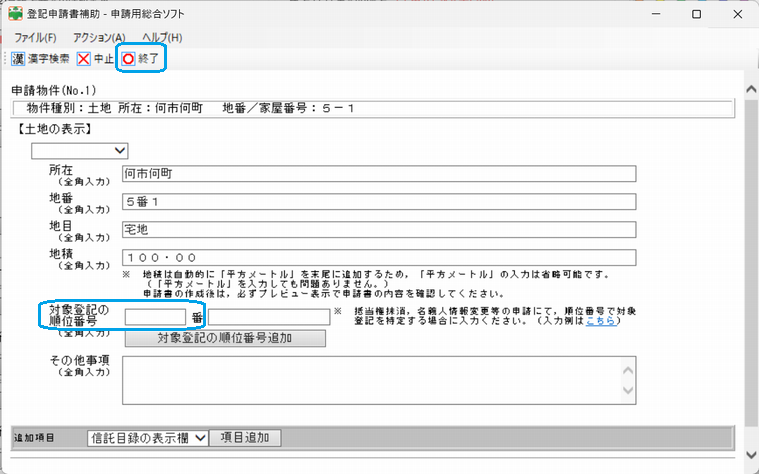 登記申請書補助 - 申請用総合ソフト
ファイル(F) アクション(A) ヘルプ(H)
漢 漢字検索 中止 終了
申請物件(No.1)
物件種別：土地 所在：何市何町 地番／家屋番号：５－１
【土地の表示】
所在
（全角入力）
何市何町
地番
（全角入力）
５番１
地目
（全角入力）
宅地
地積
（全角入力）
１００・００
※ 地積は自動的に「平方メートル」を末尾に追加するため，「平方メートル」の入力は省略可能です。
（「平方メートル」を入力しても問題ありません。）
申請書の作成後は，必ずプレビュー表示で申請書の内容を確認してください。
対象登記の
順位番号
（全角入力）
番
※ 抵当権抹消，名義人情報変更等の申請にて，順位番号で対象
登記を特定する場合に入力ください。（入力例はこちら）
対象登記の順位番号追加
その他事項
（全角入力）
追加項目 信託目録の表示欄 項目追加